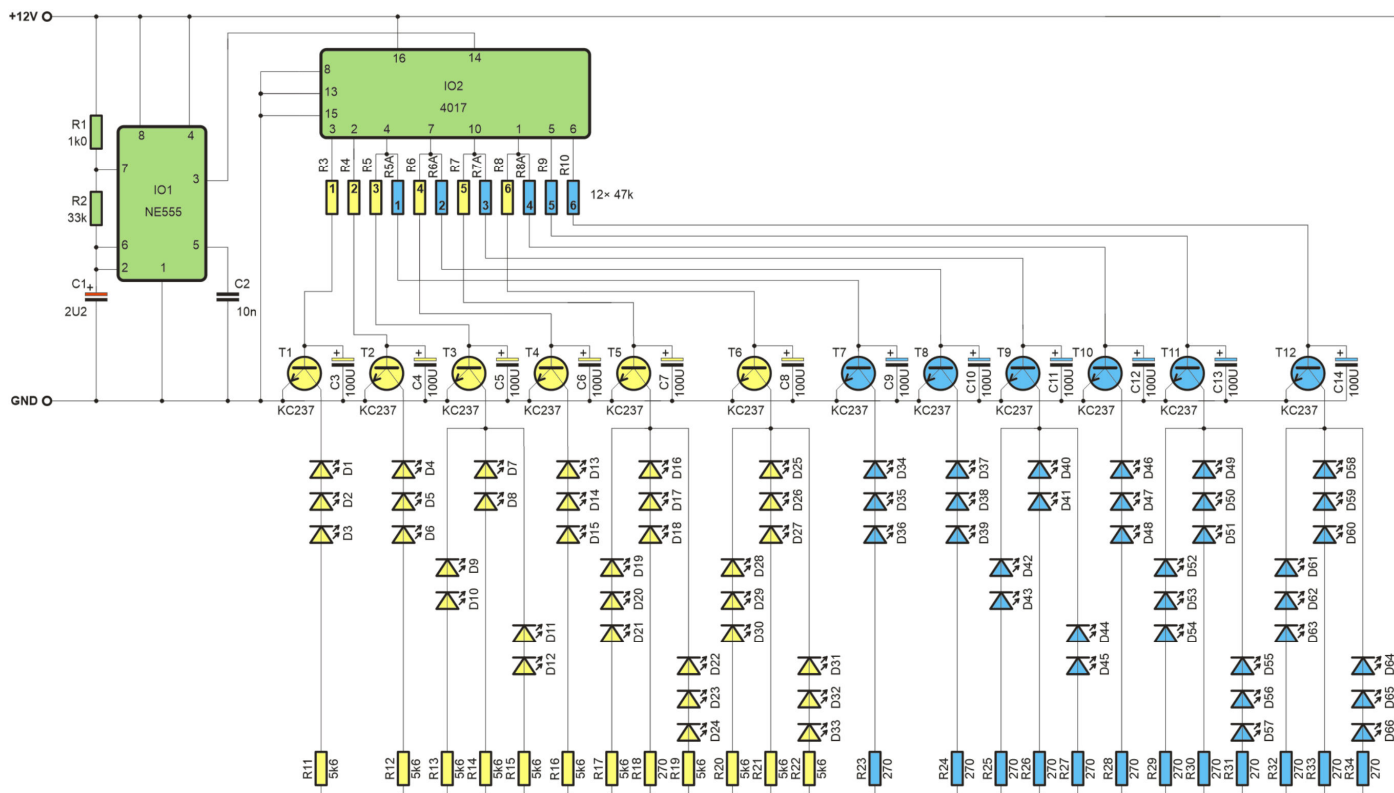 +12V
16 14
8
13
15
IO2
4017
3 2 4 7 10 1 5 6
R1
1k0
8 4
7
3
IO1
NE555
R2
33k
6
2
5
1
C1
+
2U2
C2
10n
R3 R4 R5 R5A R6 R6A R7 R7A R8 R8A R9 R10
1 2 3 1 4 2 5 3 6 4 5 6
12× 47k
T1 + C3 100U
T2 + C4 100U
T3 + C5 100U
T4 + C6 100U
T5 + C7 100U
T6 + C8 100U
T7 + C9 100U
T8 + C10 100U
T9 + C11 100U
T10 + C12 100U
T11 + C13 100U
T12 + C14 100U
GND
KC237 KC237 KC237 KC237 KC237 KC237 KC237 KC237 KC237 KC237 KC237 KC237
D1 D4 D7 D13 D16 D25 D34 D37 D40 D46 D49 D58
D2 D5 D8 D14 D17 D26 D35 D38 D41 D47 D50 D59
D3 D6 D15 D18 D27 D36 D39 D48 D51 D60
D9 D19 D28 D42 D52 D61
D10 D20 D29 D43 D53 D62
D11 D21 D30 D44 D54 D63
D12 D22 D31 D45 D55 D64
D23 D32 D56 D65
D24 D33 D57 D66
R11 5k6 R12 5k6 R13 5k6 R14 5k6 R15 5k6 R16 5k6 R17 5k6 R18 270 R19 5k6 R20 5k6 R21 5k6 R22 5k6 R23 270 R24 270 R25 270 R26 270 R27 270 R28 270 R29 270 R30 270 R31 270 R32 270 R33 270 R34 270